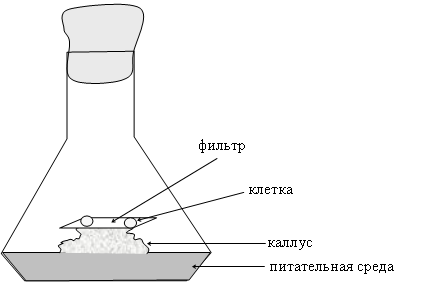 фильтр
клетка
каллус
питательная среда